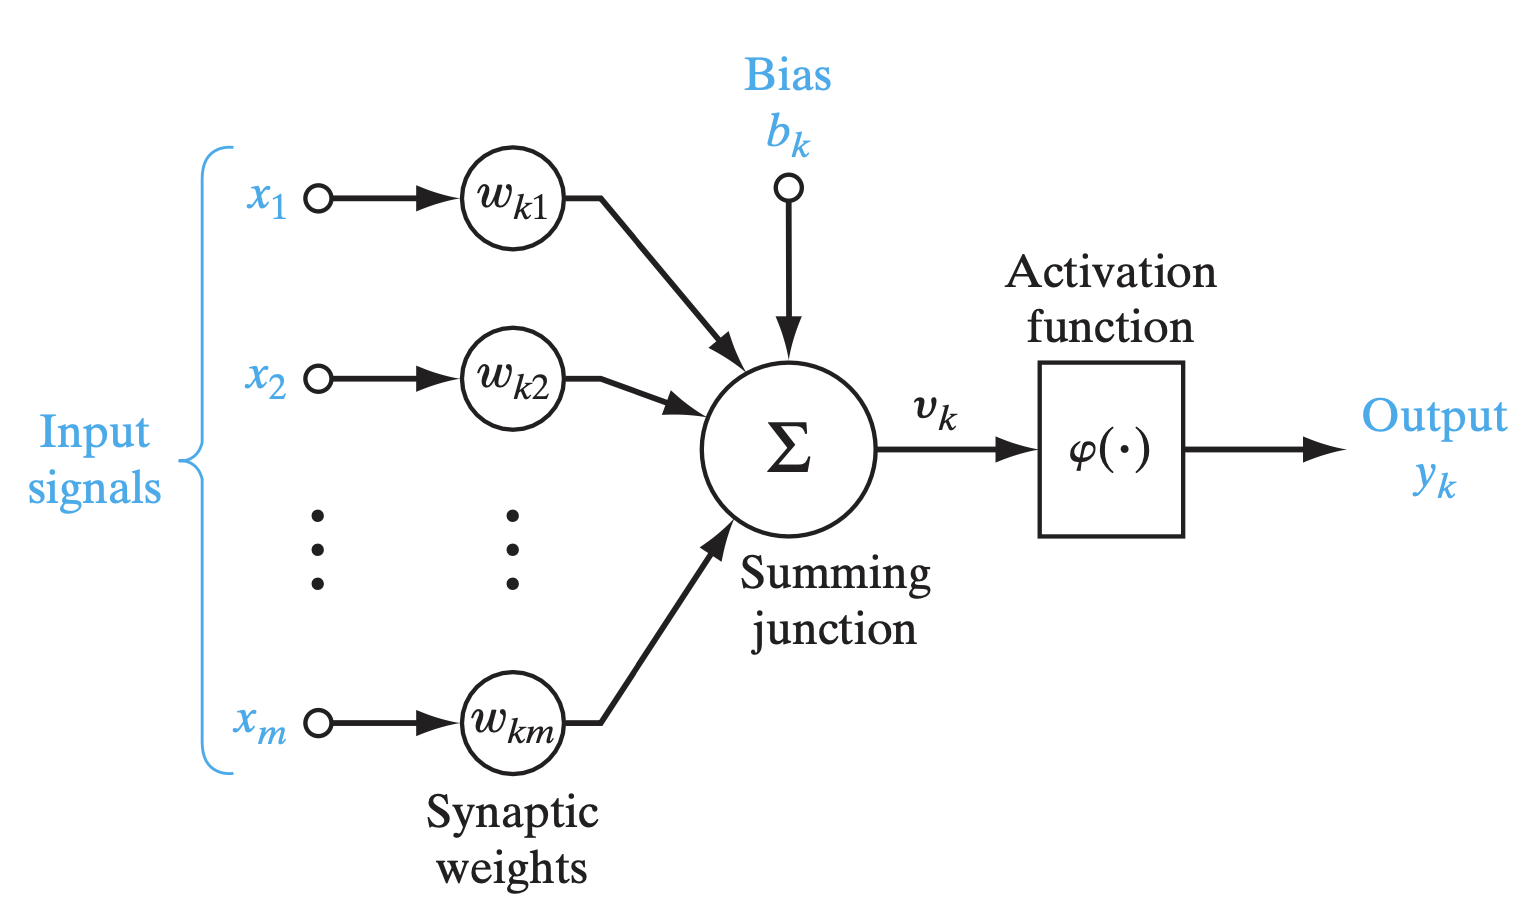 Bias
b_k
x_1
w_k1
Activation
function
x_2
w_k2
Input
signals
Σ
v_k
φ(·)
Output
y_k
Summing
junction
x_m
w_km
Synaptic
weights